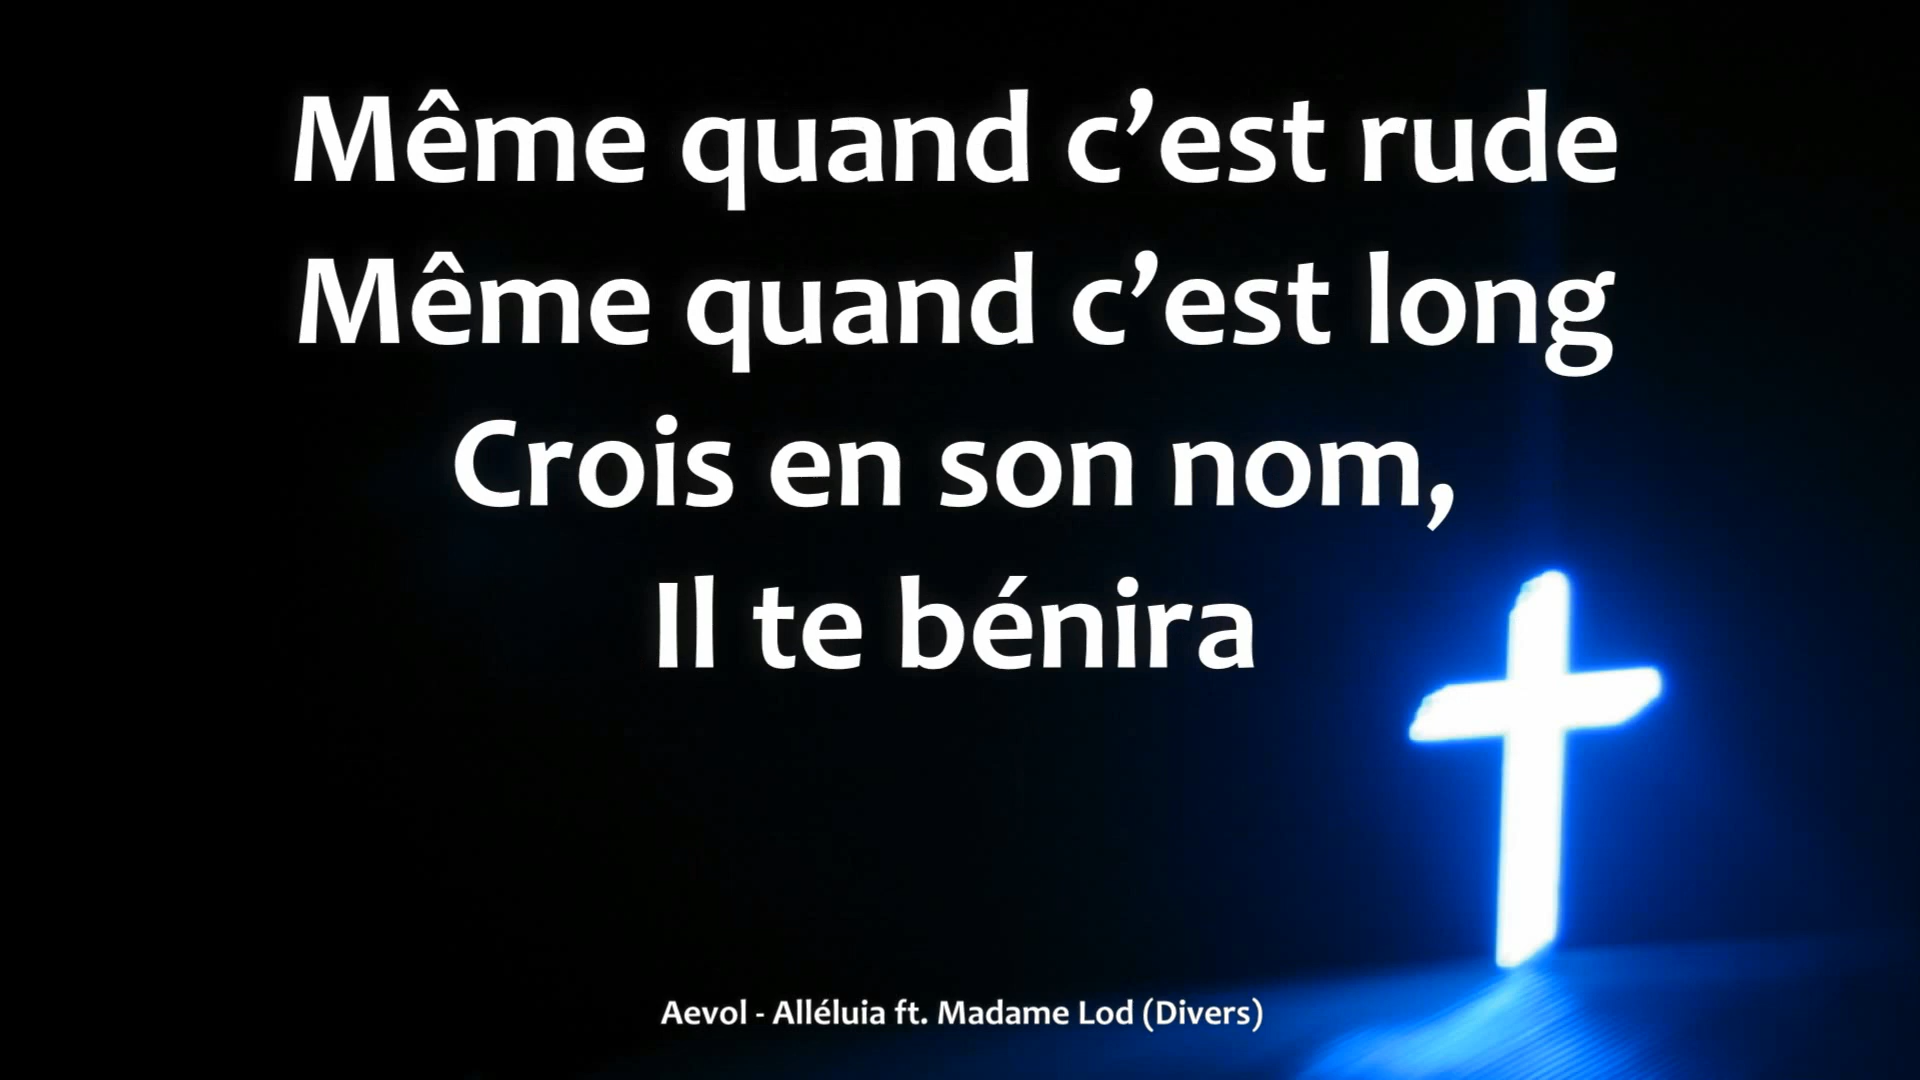 Même quand c’est rude
Même quand c’est long
Crois en son nom,
Il te bénira
Aevol - Alléluia ft. Madame Lod (Divers)